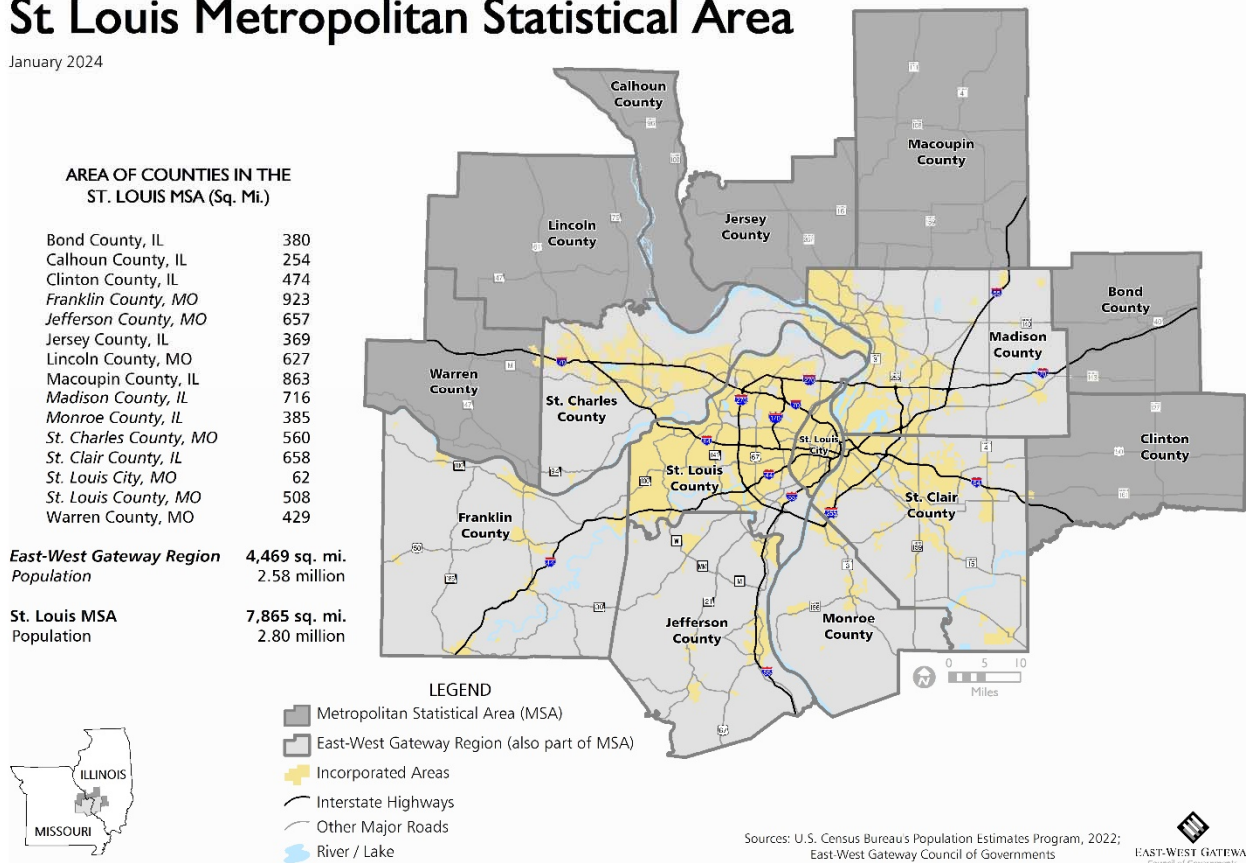 St. Louis Metropolitan Statistical Area
January 2024
AREA OF COUNTIES IN THE
ST. LOUIS MSA (Sq. Mi.)
Bond County, IL 380
Calhoun County, IL 254
Clinton County, IL 474
Franklin County, MO 923
Jefferson County, MO 657
Jersey County, IL 369
Lincoln County, MO 627
Macoupin County, IL 863
Madison County, IL 716
Monroe County, IL 385
St. Charles County, MO 560
St. Clair County, IL 658
St. Louis City, MO 62
St. Louis County, MO 508
Warren County, MO 429
East-West Gateway Region 4,469 sq. mi.
Population 2.58 million
St. Louis MSA 7,865 sq. mi.
Population 2.80 million
Calhoun
County
Macoupin
County
Lincoln
County
Jersey
County
Bond
County
Madison
County
Warren
County
St. Charles
County
St. Louis
City
Clinton
County
St. Louis
County
St. Clair
County
Franklin
County
Jefferson
County
Monroe
County
N
0 5 10
Miles
LEGEND
Metropolitan Statistical Area (MSA)
East-West Gateway Region (also part of MSA)
Incorporated Areas
Interstate Highways
Other Major Roads
River / Lake
ILLINOIS
MISSOURI
Sources: U.S. Census Bureau's Population Estimates Program, 2022;
East-West Gateway Council of Governments
EAST-WEST GATEWA